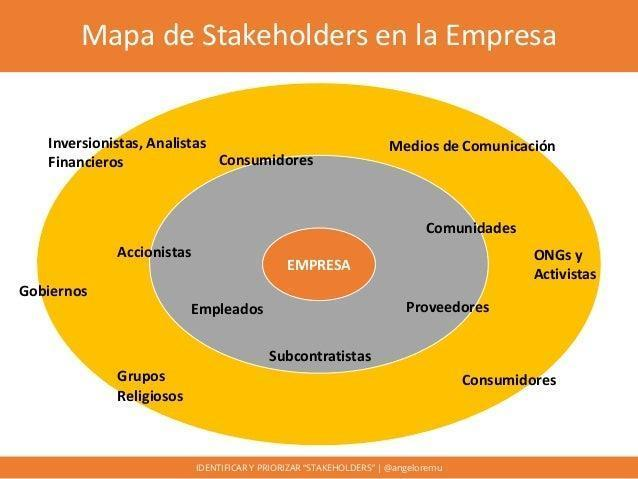 Mapa de Stakeholders en la Empresa
Inversionistas, Analistas
Financieros
Consumidores
Medios de Comunicación
Comunidades
Accionistas
ONGs y
Activistas
EMPRESA
Gobiernos
Empleados
Proveedores
Subcontratistas
Grupos
Religiosos
Consumidores
IDENTIFICAR Y PRIORIZAR “STAKEHOLDERS” | @angeloremu